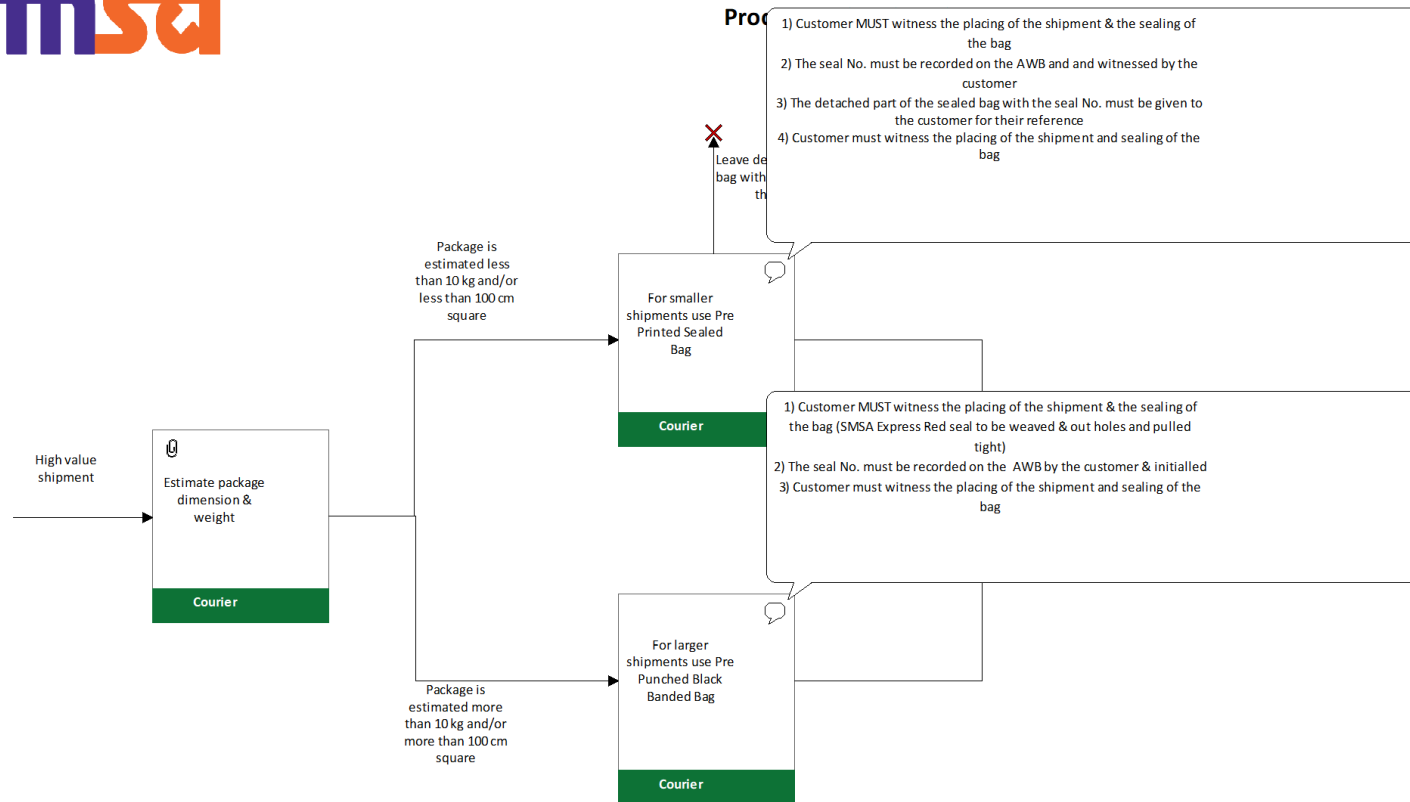 msa
Proc
1) Customer MUST witness the placing of the shipment & the sealing of
the bag
2) The seal No. must be recorded on the AWB and and witnessed by the
customer
3) The detached part of the sealed bag with the seal No. must be given to
the customer for their reference
4) Customer must witness the placing of the shipment and sealing of the
bag
Leave de
bag with
th
Package is
estimated less
than 10 kg and/or
less than 100 cm
square
For smaller
shipments use Pre
Printed Sealed
Bag
Courier
1) Customer MUST witness the placing of the shipment & the sealing of
the bag (SMSA Express Red seal to be weaved & out holes and pulled
tight)
2) The seal No. must be recorded on the AWB by the customer & initialled
3) Customer must witness the placing of the shipment and sealing of the
bag
High value
shipment
Estimate package
dimension &
weight
Courier
For larger
shipments use Pre
Punched Black
Banded Bag
Courier
Package is
estimated more
than 10 kg and/or
more than 100 cm
square